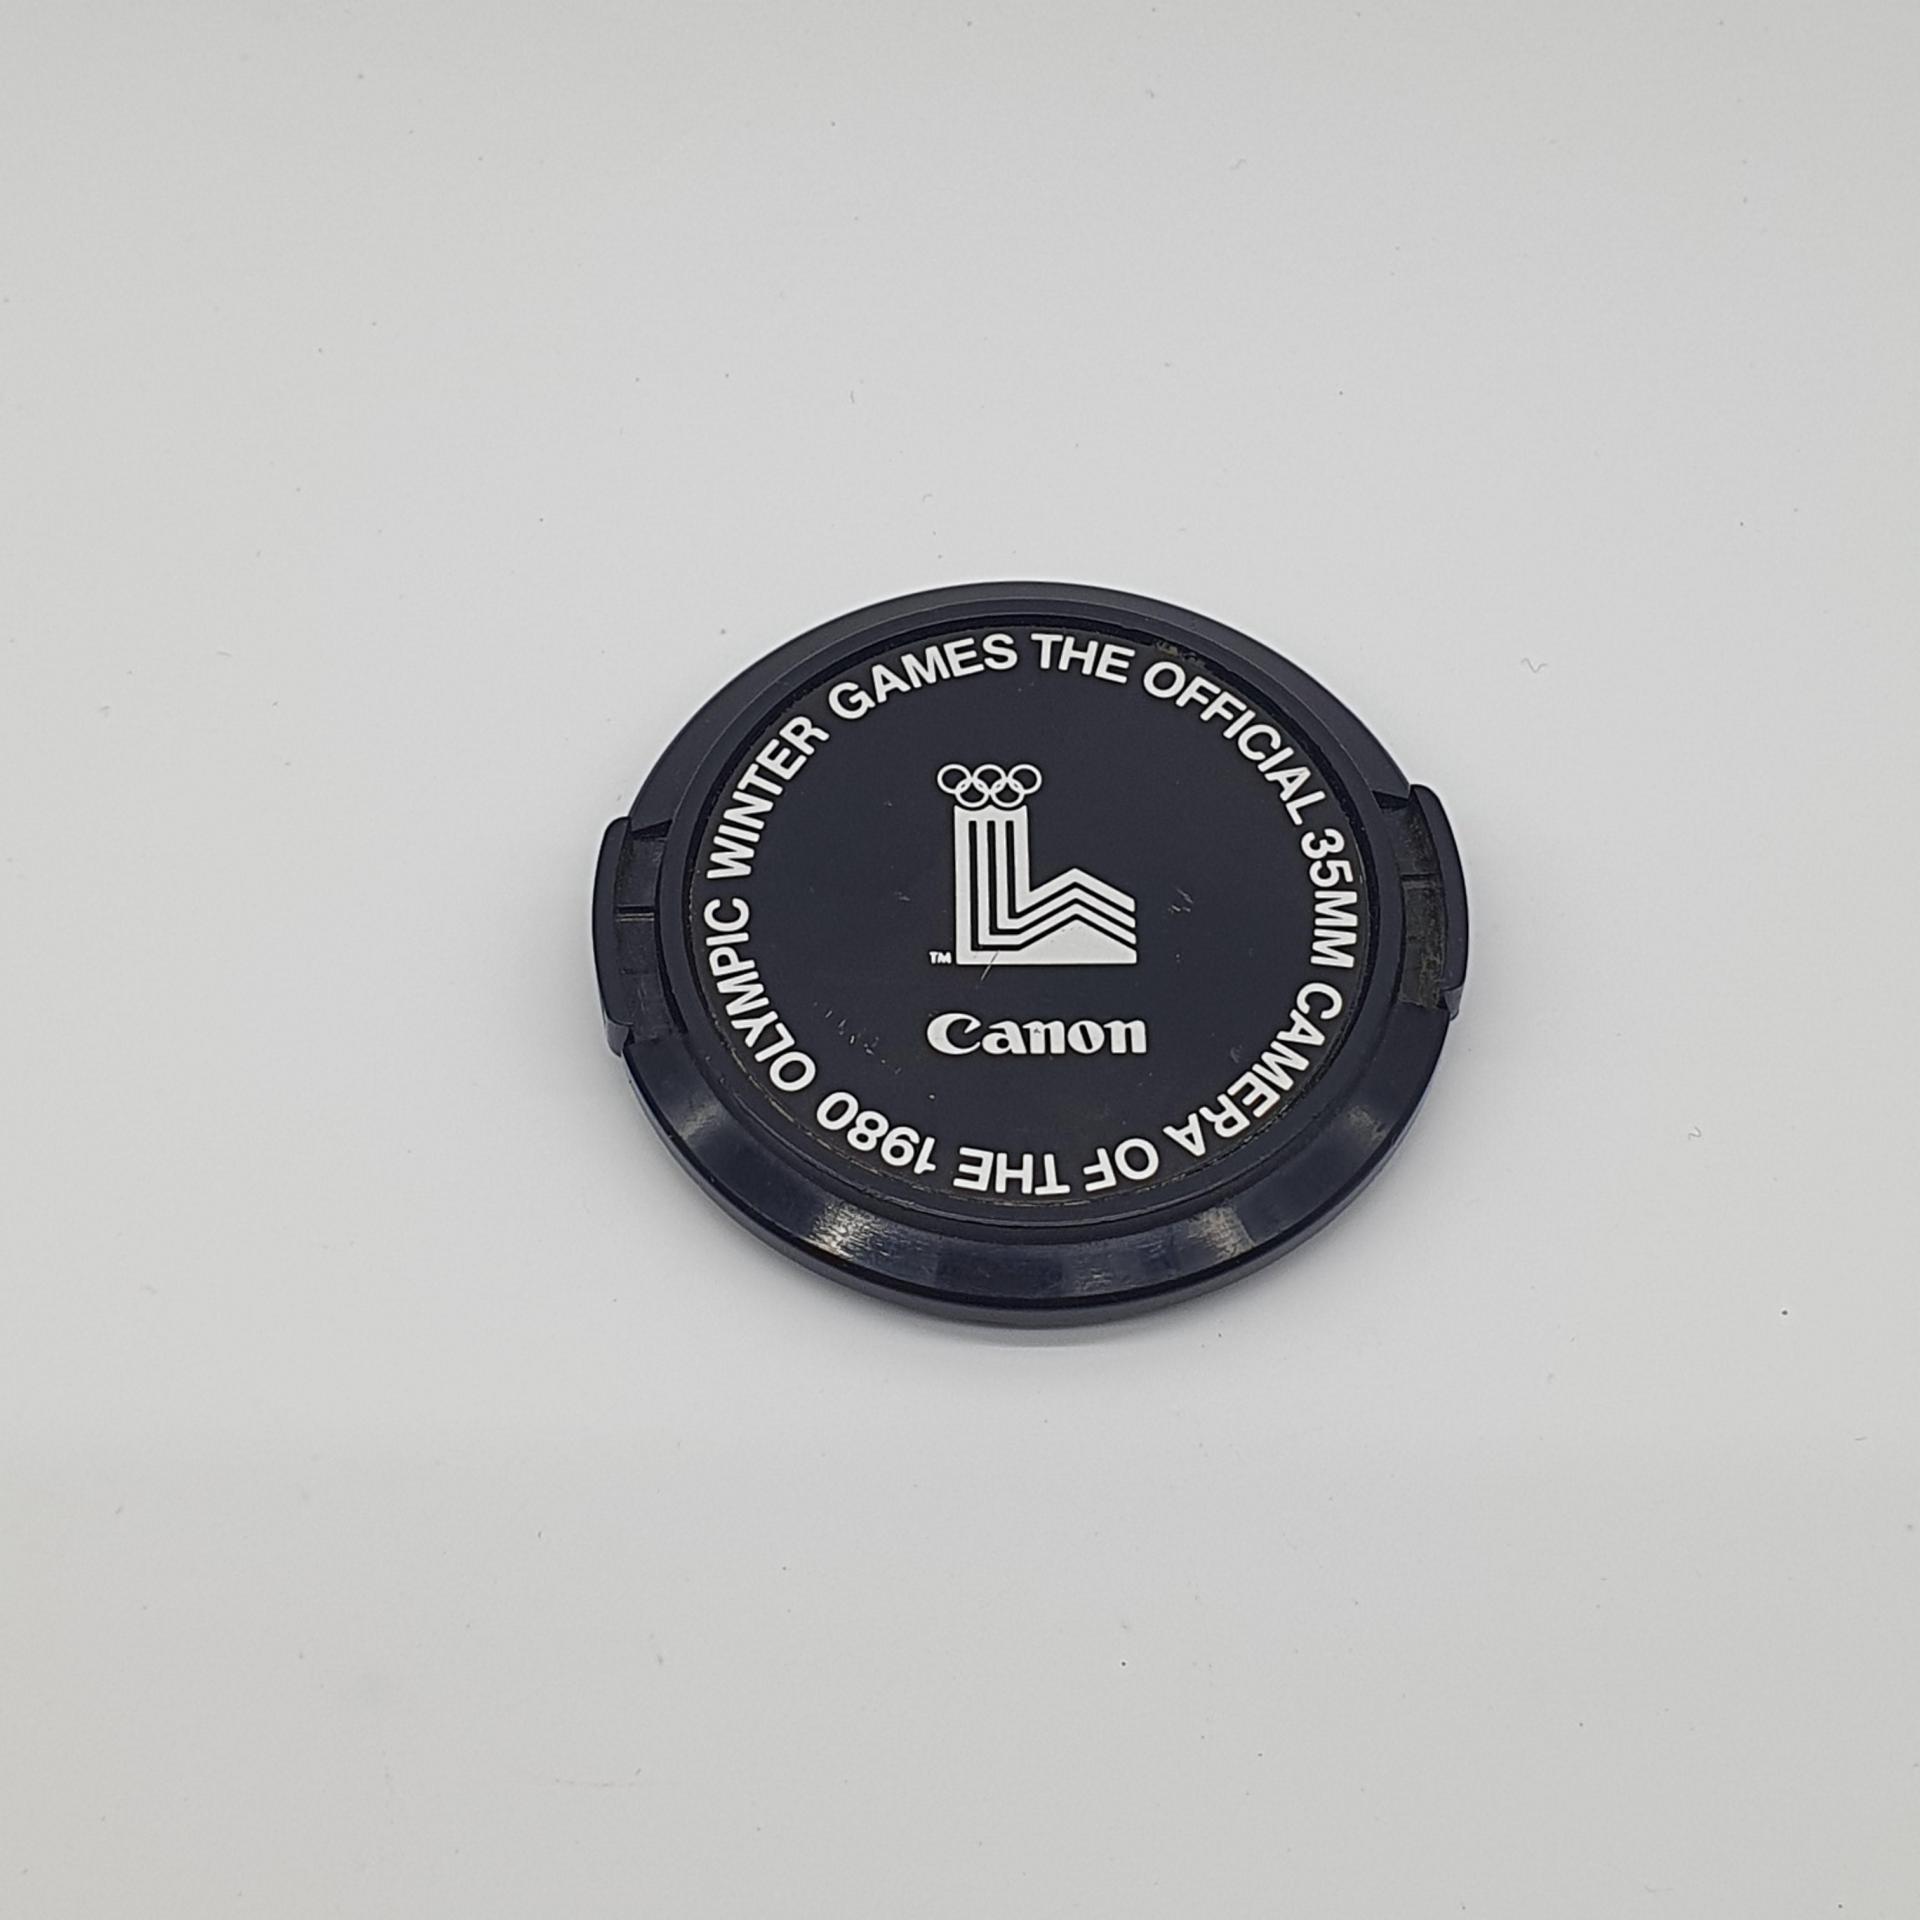 THE OFFICIAL 35MM CAMERA OF THE 1980 OLYMPIC WINTER GAMES
TM
Canon